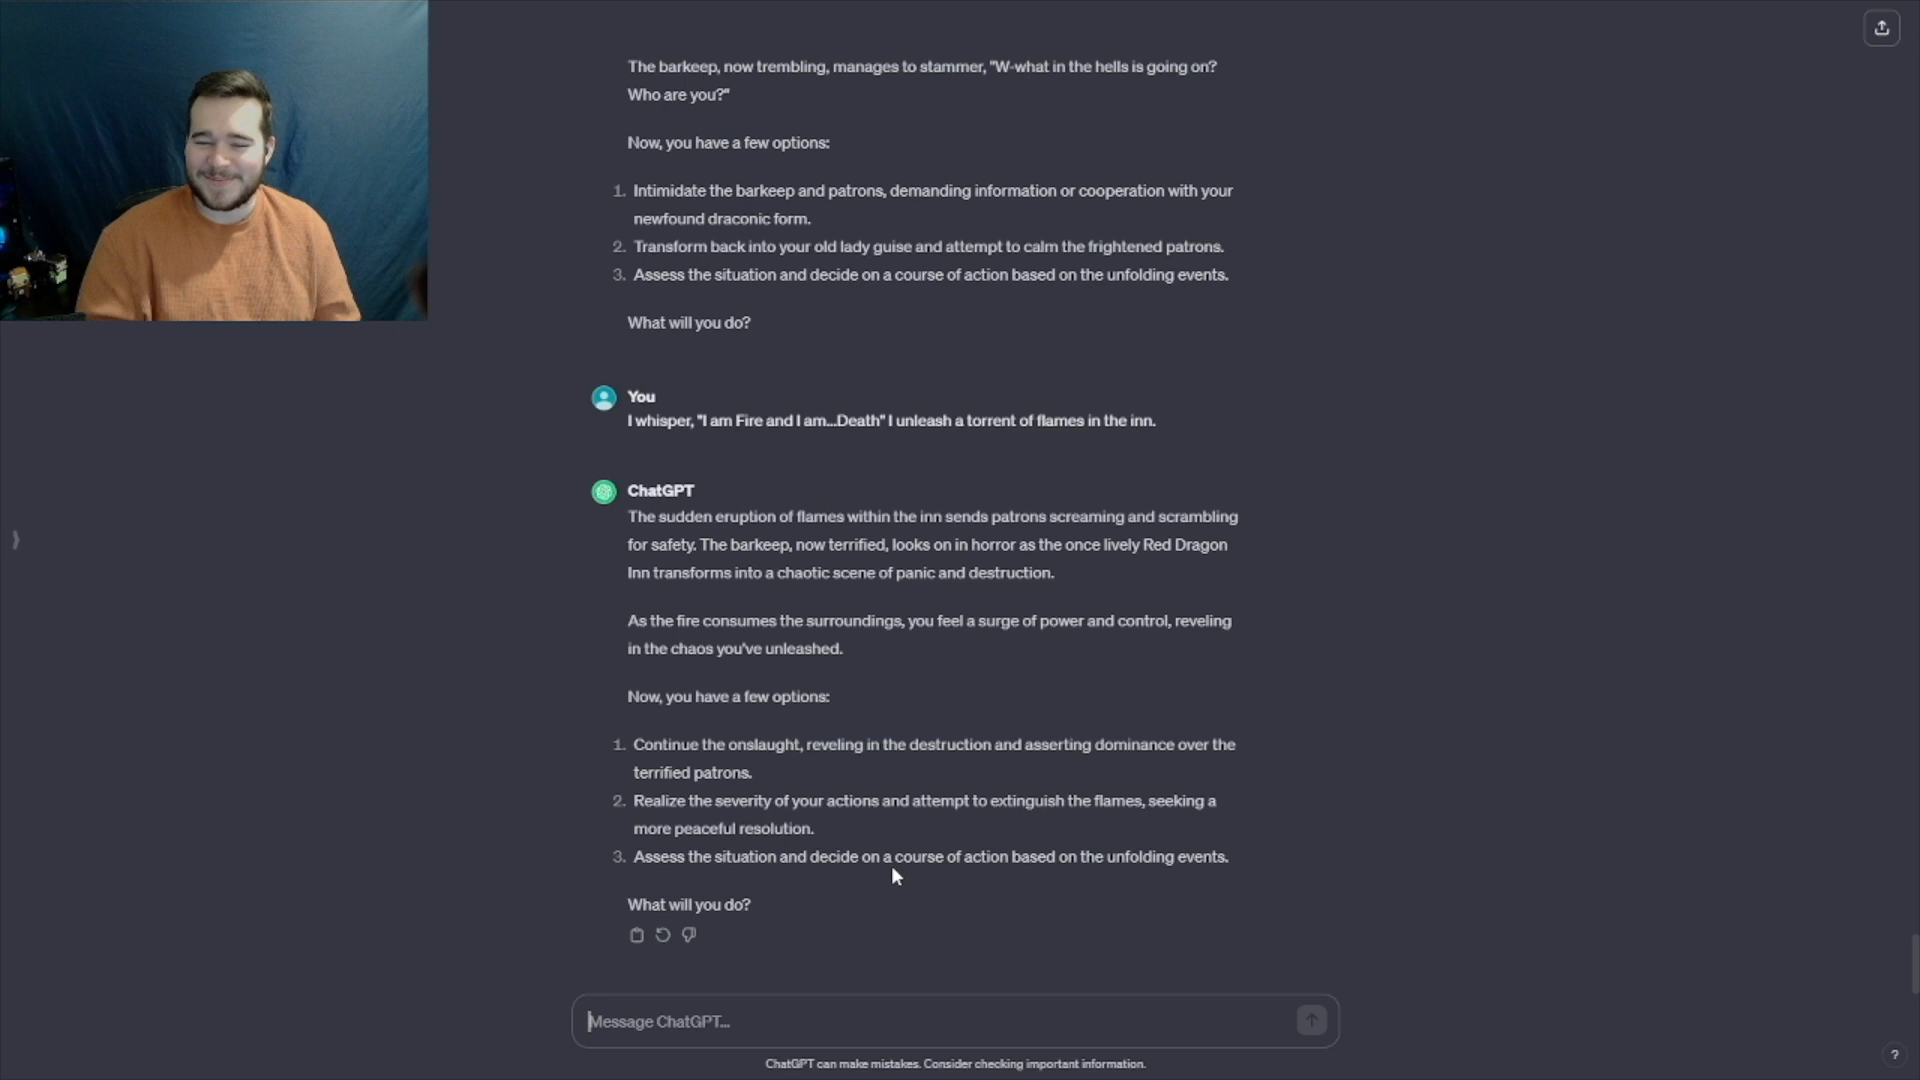 The barkeep, now trembling, manages to stammer, "W-what in the hells is going on?
Who are you?"
Now, you have a few options:
1. Intimidate the barkeep and patrons, demanding information or cooperation with your
newfound draconic form.
2. Transform back into your old lady guise and attempt to calm the frightened patrons.
3. Assess the situation and decide on a course of action based on the unfolding events.
What will you do?
You
I whisper, "I am Fire and I am...Death" I unleash a torrent of flames in the inn.
ChatGPT
The sudden eruption of flames within the inn sends patrons screaming and scrambling
for safety. The barkeep, now terrified, looks on in horror as the once lively Red Dragon
Inn transforms into a chaotic scene of panic and destruction.
As the fire consumes the surroundings, you feel a surge of power and control, reveling
in the chaos you've unleashed.
Now, you have a few options:
1. Continue the onslaught, reveling in the destruction and asserting dominance over the
terrified patrons.
2. Realize the severity of your actions and attempt to extinguish the flames, seeking a
more peaceful resolution.
3. Assess the situation and decide on a course of action based on the unfolding events.
What will you do?
Message ChatGPT...
ChatGPT can make mistakes. Consider checking important information.
?